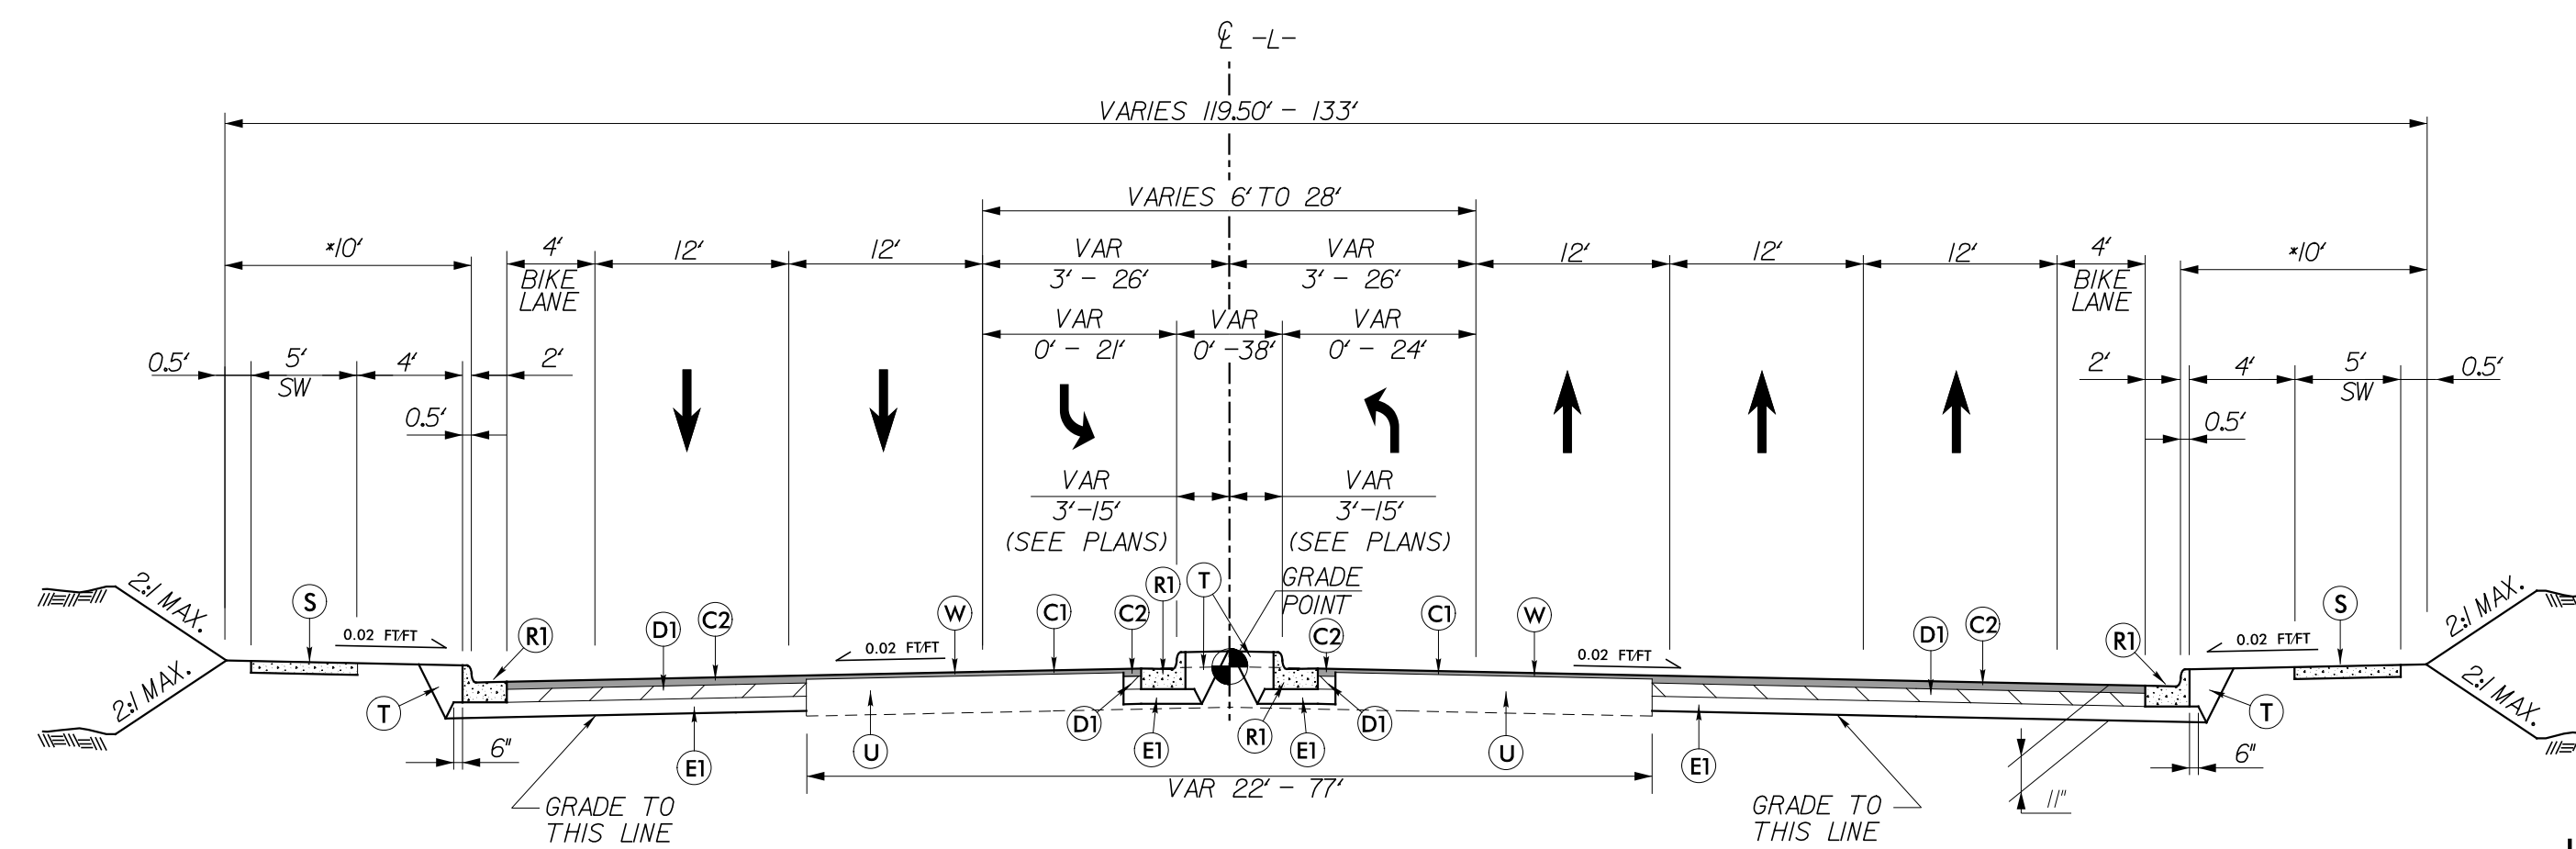 ℄ -L-
VARIES 119.50' - 133'
VARIES 6' TO 28'
*10'
4'
BIKE
LANE
12'
12'
VAR
3' - 26'
VAR
3' - 26'
12'
12'
12'
4'
BIKE
LANE
*10'
VAR
0' - 21'
VAR
0' -38'
VAR
0' - 24'
0.5'
5'
SW
4'
2'
0.5'
2'
4'
5'
SW
0.5'
0.5'
VAR
3'-15'
(SEE PLANS)
VAR
3'-15'
(SEE PLANS)
GRADE
POINT
2:1 MAX.
2:1 MAX.
S
0.02 FT/FT
R1
D1
C2
0.02 FT/FT
W
C1
C2
R1
T
C2
C1
W
0.02 FT/FT
D1
C2
R1
0.02 FT/FT
S
2:1 MAX.
2:1 MAX.
T
6"
E1
U
D1
E1
R1
E1
D1
U
E1
T
6"
11"
VAR 22' - 77'
GRADE TO
THIS LINE
GRADE TO
THIS LINE